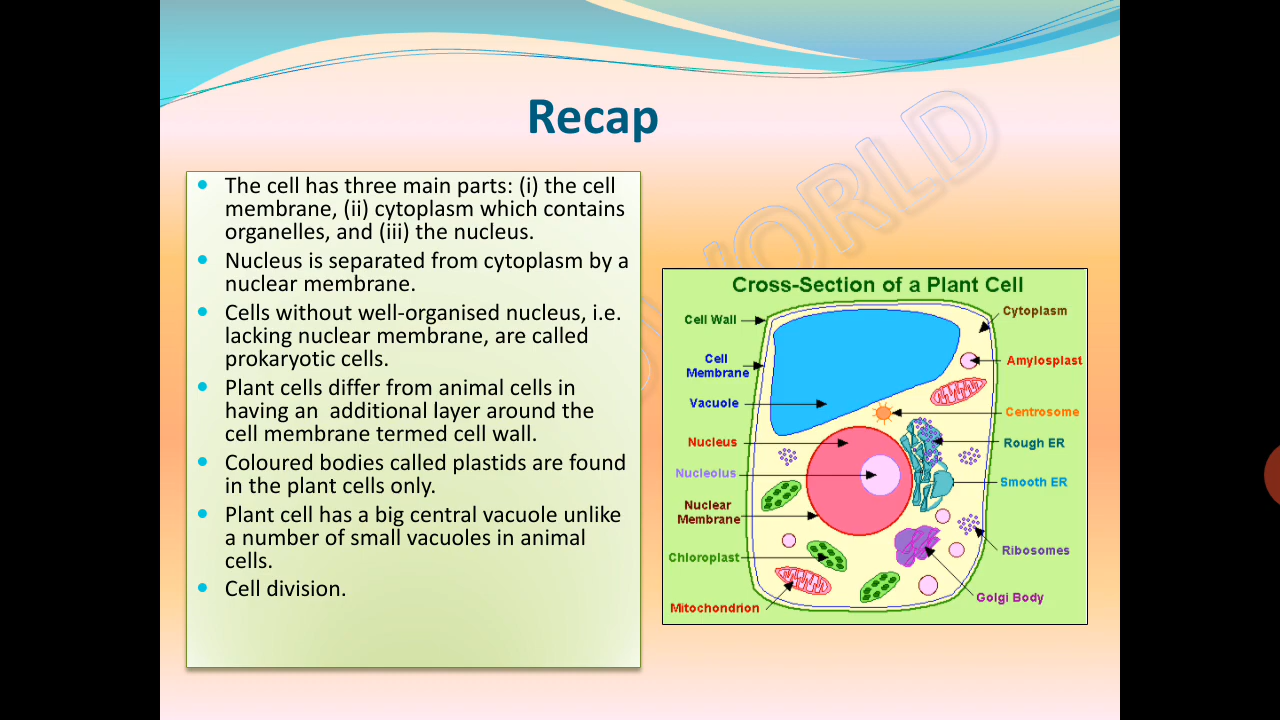 Recap
• The cell has three main parts: (i) the cell
membrane, (ii) cytoplasm which contains
organelles, and (iii) the nucleus.
• Nucleus is separated from cytoplasm by a
nuclear membrane.
• Cells without well-organised nucleus, i.e.
lacking nuclear membrane, are called
prokaryotic cells.
• Plant cells differ from animal cells in
having an additional layer around the
cell membrane termed cell wall.
• Coloured bodies called plastids are found
in the plant cells only.
• Plant cell has a big central vacuole unlike
a number of small vacuoles in animal
cells.
• Cell division.
Cross-Section of a Plant Cell
Cell Wall
Cell
Membrane
Vacuole
Nucleus
Nucleolus
Nuclear
Membrane
Chloroplast
Mitochondrion
Cytoplasm
Amylosplast
Centrosome
Rough ER
Smooth ER
Ribosomes
Golgi Body